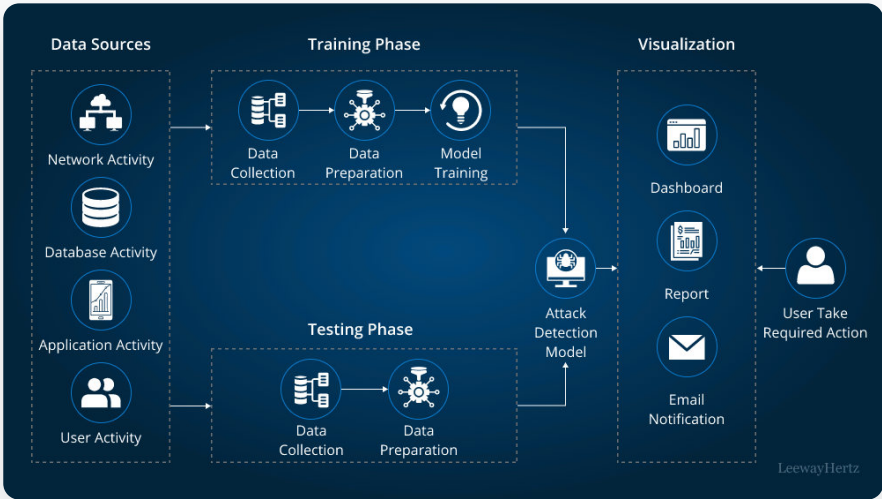 Data Sources
Network Activity
Database Activity
Application Activity
User Activity
Training Phase
Data
Collection
Data
Preparation
Model
Training
Testing Phase
Data
Collection
Data
Preparation
Attack
Detection
Model
Visualization
Dashboard
Report
Email
Notification
User Take
Required Action
LeewayHertz